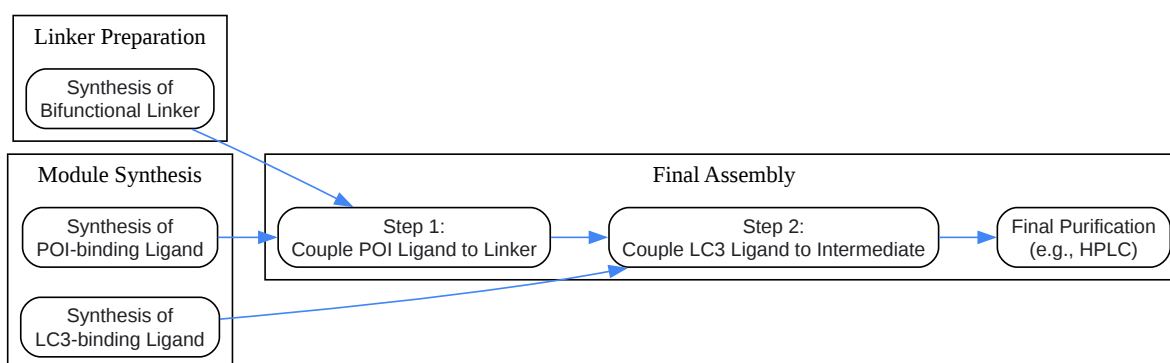 Linker Preparation
Synthesis of
Bifunctional Linker
Module Synthesis
Synthesis of
POI-binding Ligand
Synthesis of
LC3-binding Ligand
Final Assembly
Step 1:
Couple POI Ligand to Linker
Step 2:
Couple LC3 Ligand to Intermediate
Final Purification
(e.g., HPLC)